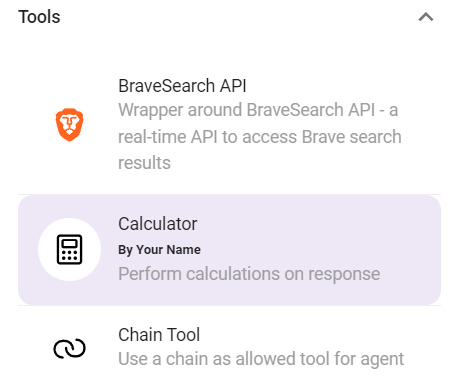 Tools
BraveSearch API
Wrapper around BraveSearch API - a
real-time API to access Brave search
results
Calculator
By Your Name
Perform calculations on response
Chain Tool
Use a chain as allowed tool for agent